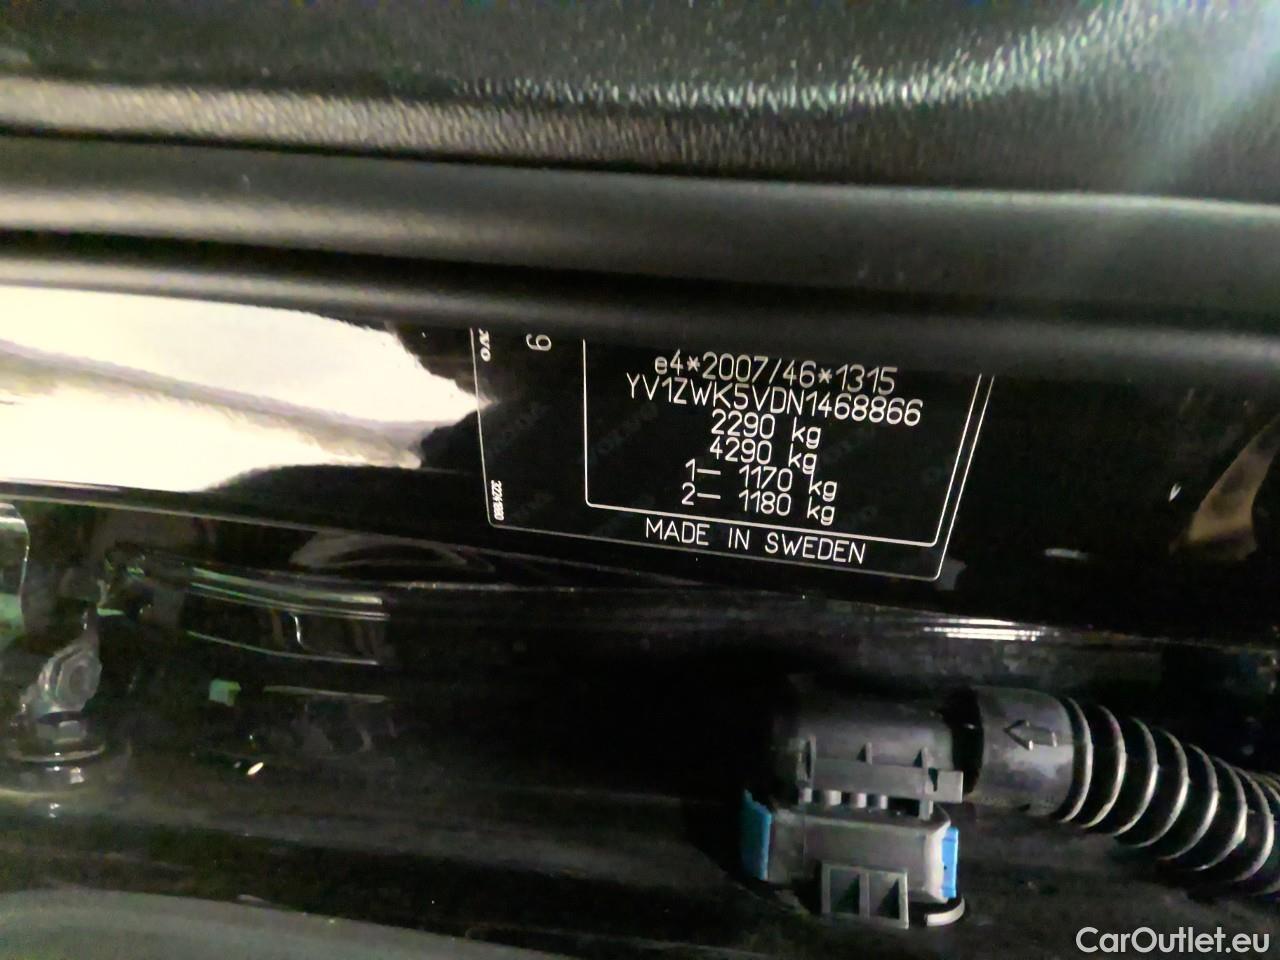 6
e4*2007/46*1315
YV1ZWK5VDN1468866
2290 kg
4290 kg
1— 1170 kg
2— 1180 kg
MADE IN SWEDEN
CarOutlet.eu